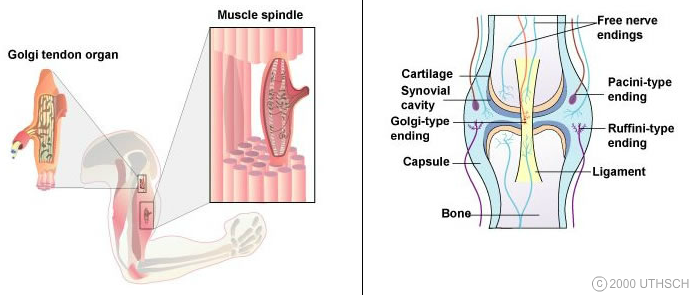 Muscle spindle
Golgi tendon organ
Free nerve
endings
Cartilage
Synovial
cavity
Golgi-type
ending
Capsule
Bone
Pacini-type
ending
Ruffini-type
ending
Ligament
© 2000 UTHSCH